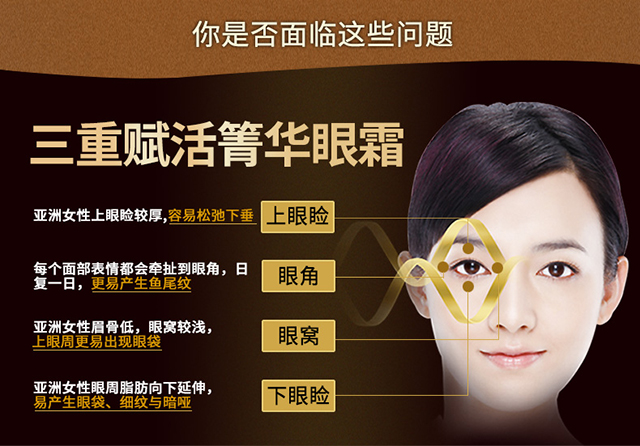 你是否面临这些问题
三重赋活箐华眼霜
亚洲女性上眼睑较厚,容易松弛下垂
上眼睑
每个面部表情都会牵扯到眼角，日
复一日，更易产生鱼尾纹
眼角
亚洲女性眉骨低，眼窝较浅，
上眼周更易出现眼袋
眼窝
亚洲女性眼周脂肪向下延伸，
易产生眼袋、细纹与暗哑
下眼睑